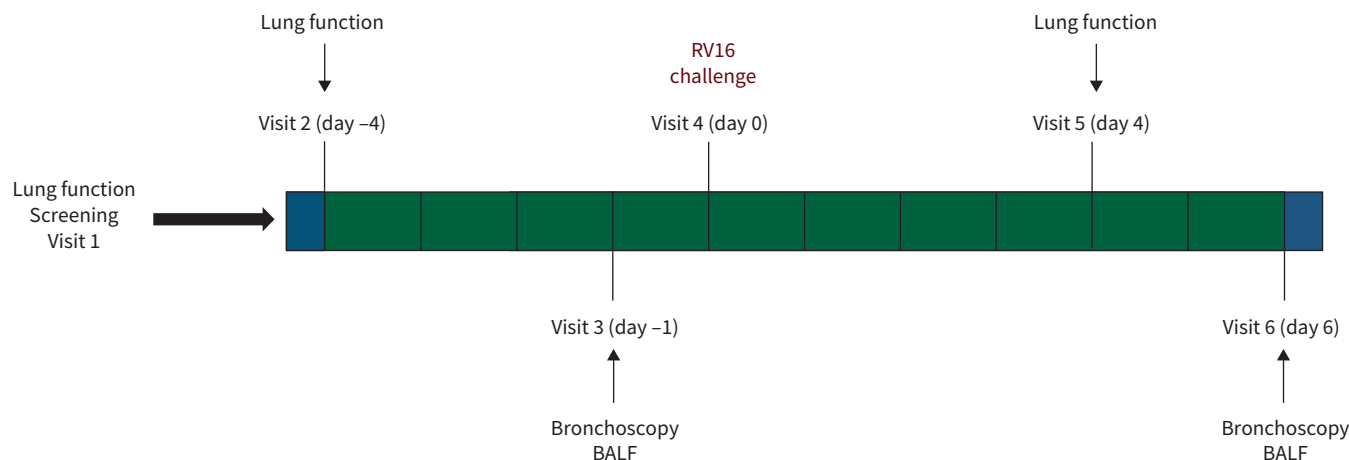 Lung function
Lung function
RV16
challenge
Visit 2 (day –4)
Visit 4 (day 0)
Visit 5 (day 4)
Lung function
Screening
Visit 1
Visit 3 (day –1)
Visit 6 (day 6)
Bronchoscopy
BALF
Bronchoscopy
BALF